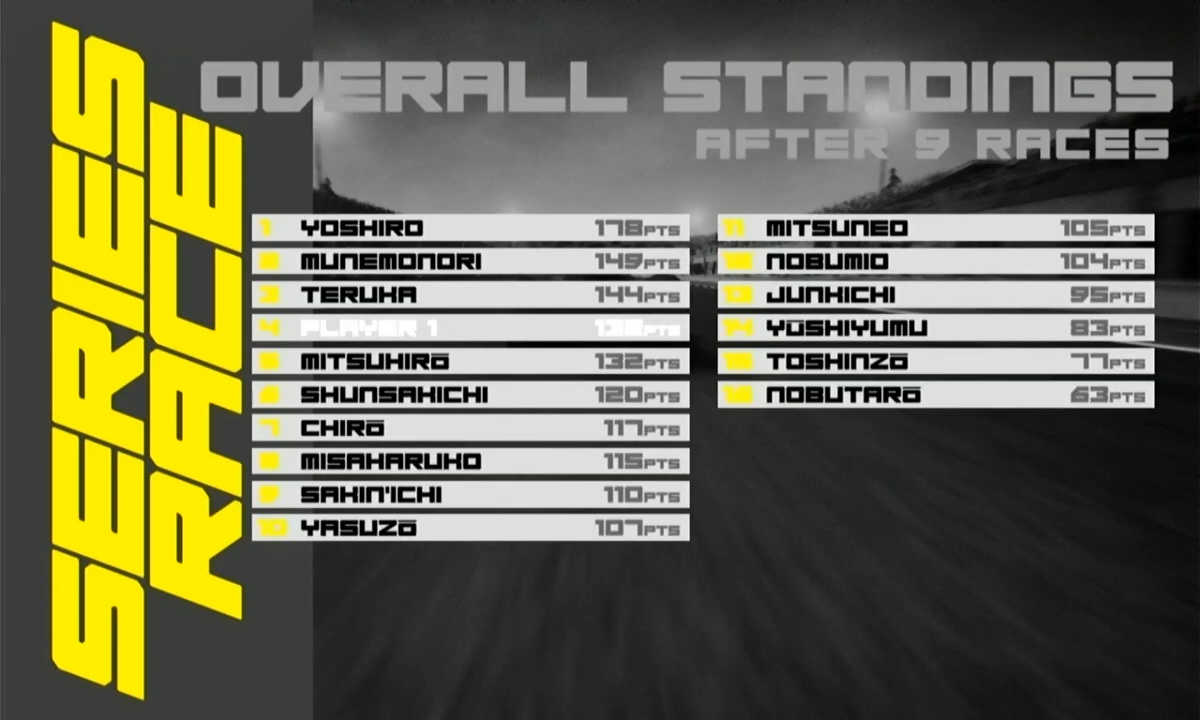 SERIES
RACE
OVERALL STANDINGS
AFTER 9 RACES
1 YOSHIRO 178PTS
2 MUNEMONORI 149PTS
3 TERUKA 144PTS
4 PLAYER 1
5 MITSUHIRŌ 132PTS
6 SHUNSAKICHI 120PTS
7 CHIRŌ 117PTS
8 MISAHARUKO 115PTS
9 SAKIN'ICHI 110PTS
10 YASUZŌ 107PTS
11 MITSUNEO 105PTS
12 NOBUMIO 104PTS
13 JUNKICHI 95PTS
14 YŪSHIYUMU 83PTS
15 TOSHINZŌ 77PTS
16 NOBUTARŌ 63PTS